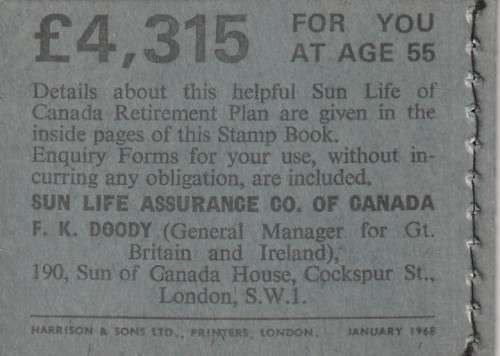 £4,315 FOR YOU
AT AGE 55
Details about this helpful Sun Life of
Canada Retirement Plan are given in the
inside pages of this Stamp Book.
Enquiry Forms for your use, without in-
curring any obligation, are included.
SUN LIFE ASSURANCE CO. OF CANADA
F. K. DOODY (General Manager for Gt.
Britain and Ireland),
190, Sun of Canada House, Cockspur St.,
London, S.W.1.
HARRISON & SONS LTD., PRINTERS, LONDON. JANUARY 1968